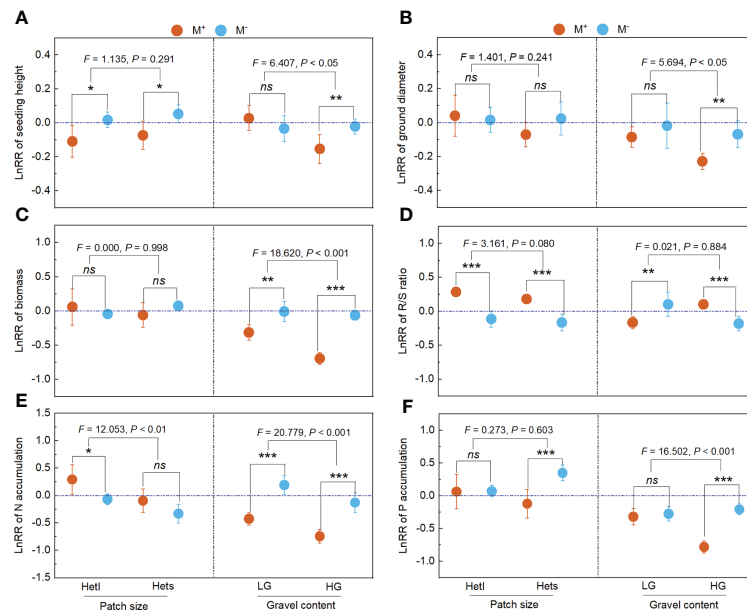 A
M+ M-
F = 1.135, P = 0.291
F = 6.407, P < 0.05
* * ns **
LnRR of seeding height
0.4
0.2
0.0
-0.2
-0.4
B
M+ M-
F = 1.401, P = 0.241
F = 5.694, P < 0.05
ns ns ns **
LnRR of ground diameter
0.4
0.2
0.0
-0.2
-0.4
C
F = 0.000, P = 0.998
F = 18.620, P < 0.001
ns ns ** ***
LnRR of biomass
1.0
0.5
0.0
-0.5
-1.0
D
F = 3.161, P = 0.080
F = 0.021, P = 0.884
*** *** ** ***
LnRR of R/S ratio
1.0
0.5
0.0
-0.5
-1.0
E
F = 12.053, P < 0.01
F = 20.779, P < 0.001
* ns *** ***
LnRR of N accumulation
1.5
1.0
0.5
0.0
-0.5
-1.0
-1.5
Hetl Hets LG HG
Patch size Gravel content
F
F = 0.273, P = 0.603
F = 16.502, P < 0.001
ns *** ns ***
LnRR of P accumulation
1.0
0.5
0.0
-0.5
-1.0
Hetl Hets LG HG
Patch size Gravel content